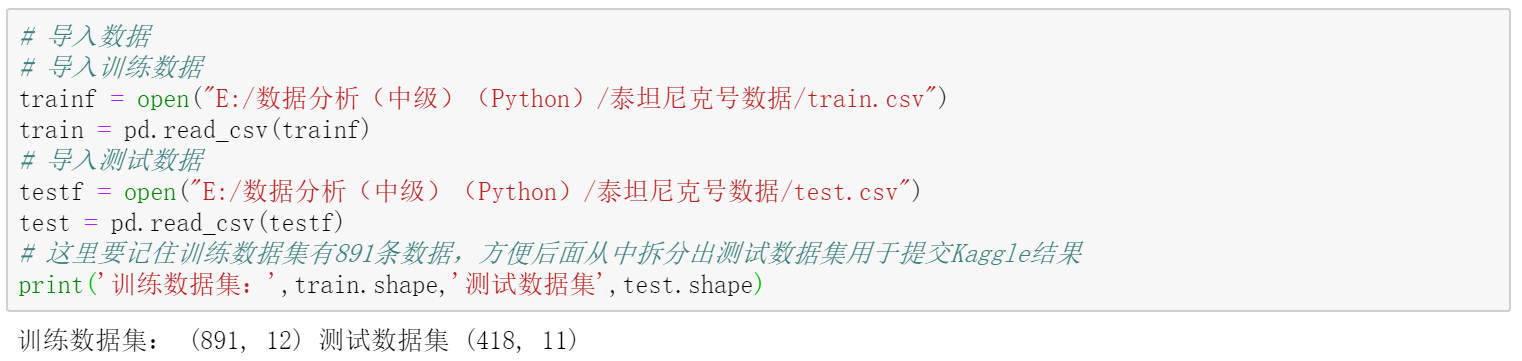 # 导入数据
# 导入训练数据
trainf = open("E:/数据分析（中级）（Python）/泰坦尼克号数据/train.csv")
train = pd.read_csv(trainf)
# 导入测试数据
testf = open("E:/数据分析（中级）（Python）/泰坦尼克号数据/test.csv")
test = pd.read_csv(testf)
# 这里要记住训练数据集有891条数据，方便后面从中拆分出测试数据集用于提交Kaggle结果
print('训练数据集：',train.shape,'测试数据集',test.shape)
训练数据集： (891, 12) 测试数据集 (418, 11)